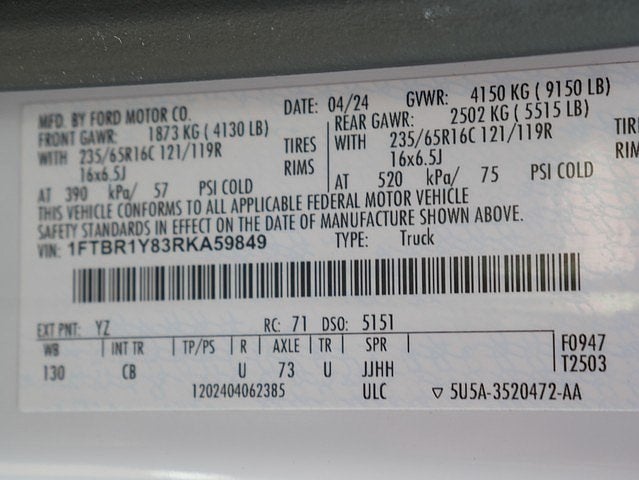 MFD. BY FORD MOTOR CO. DATE: 04/24 GVWR: 4150 KG ( 9150 LB)
FRONT GAWR: 1873 KG ( 4130 LB) REAR GAWR: 2502 KG ( 5515 LB)
WITH 235/65R16C 121/119R TIRES WITH 235/65R16C 121/119R TIR
16x6.5J RIMS 16x6.5J RIMS
AT 390 kPa/ 57 PSI COLD AT 520 kPa/ 75 PSI COLD
THIS VEHICLE CONFORMS TO ALL APPLICABLE FEDERAL MOTOR VEHICLE
SAFETY STANDARDS IN EFFECT ON THE DATE OF MANUFACTURE SHOWN ABOVE.
VIN: 1FTBR1Y83RKA59849 TYPE: Truck
EXT PNT: YZ RC: 71 DSO: 5151
WB | INT TR | TP/PS | R | AXLE | TR | SPR | F0947
130 CB U 73 U JJHH T2503
1202404062385 ULC ▽ 5U5A-3520472-AA